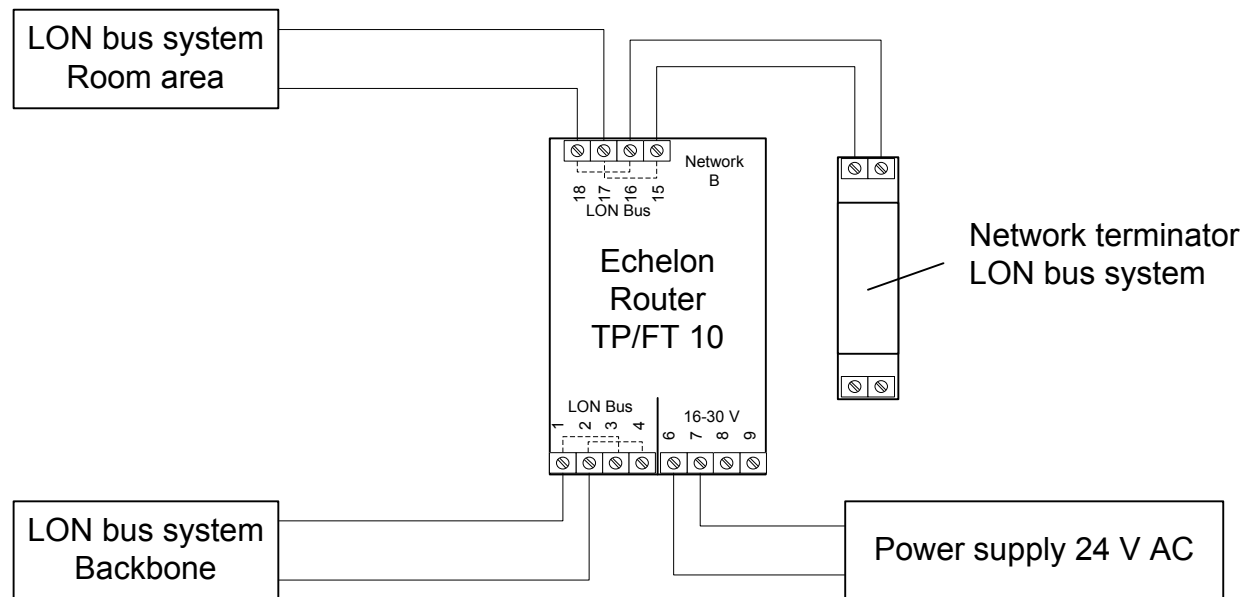 LON bus system
Room area
Network
B
18 17 16 15
LON Bus
Echelon
Router
TP/FT 10
Network terminator
LON bus system
LON Bus
1 2 3 4
16-30 V
6 7 8 9
LON bus system
Backbone
Power supply 24 V AC